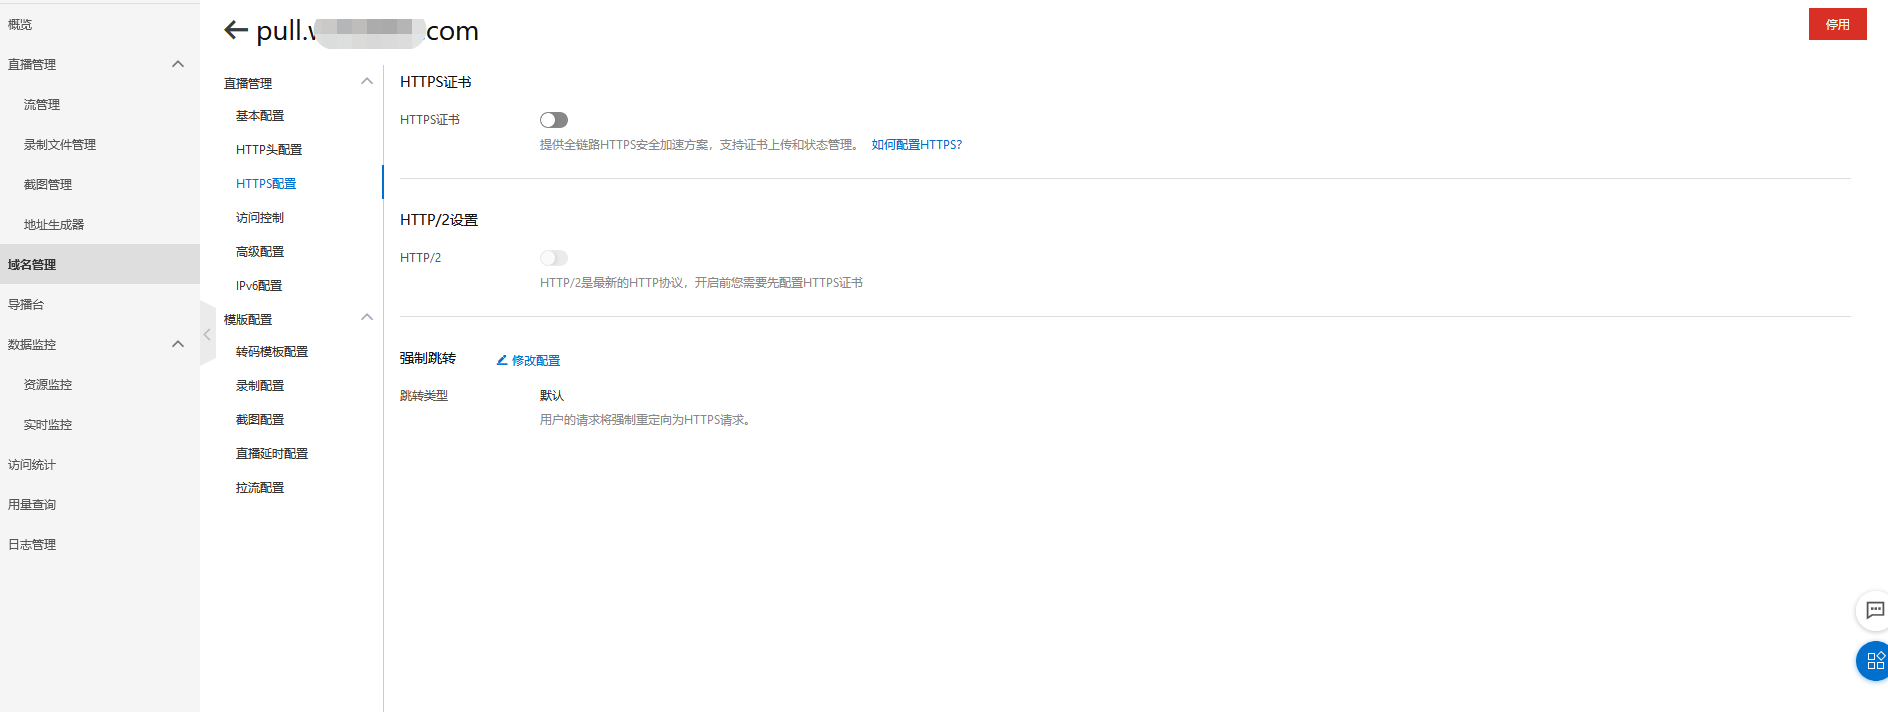 概览
直播管理
流管理
录制文件管理
截图管理
地址生成器
域名管理
导播台
数据监控
资源监控
实时监控
访问统计
用量查询
日志管理
pull. .com
停用
直播管理
基本配置
HTTP头配置
HTTPS配置
访问控制
高级配置
IPv6配置
模版配置
转码模板配置
录制配置
截图配置
直播延时配置
拉流配置
HTTPS证书
HTTPS证书
提供全链路HTTPS安全加速方案，支持证书上传和状态管理。 如何配置HTTPS?
HTTP/2设置
HTTP/2
HTTP/2是最新的HTTP协议，开启前您需要先配置HTTPS证书
强制跳转 修改配置
跳转类型 默认
用户的请求将强制重定向为HTTPS请求。